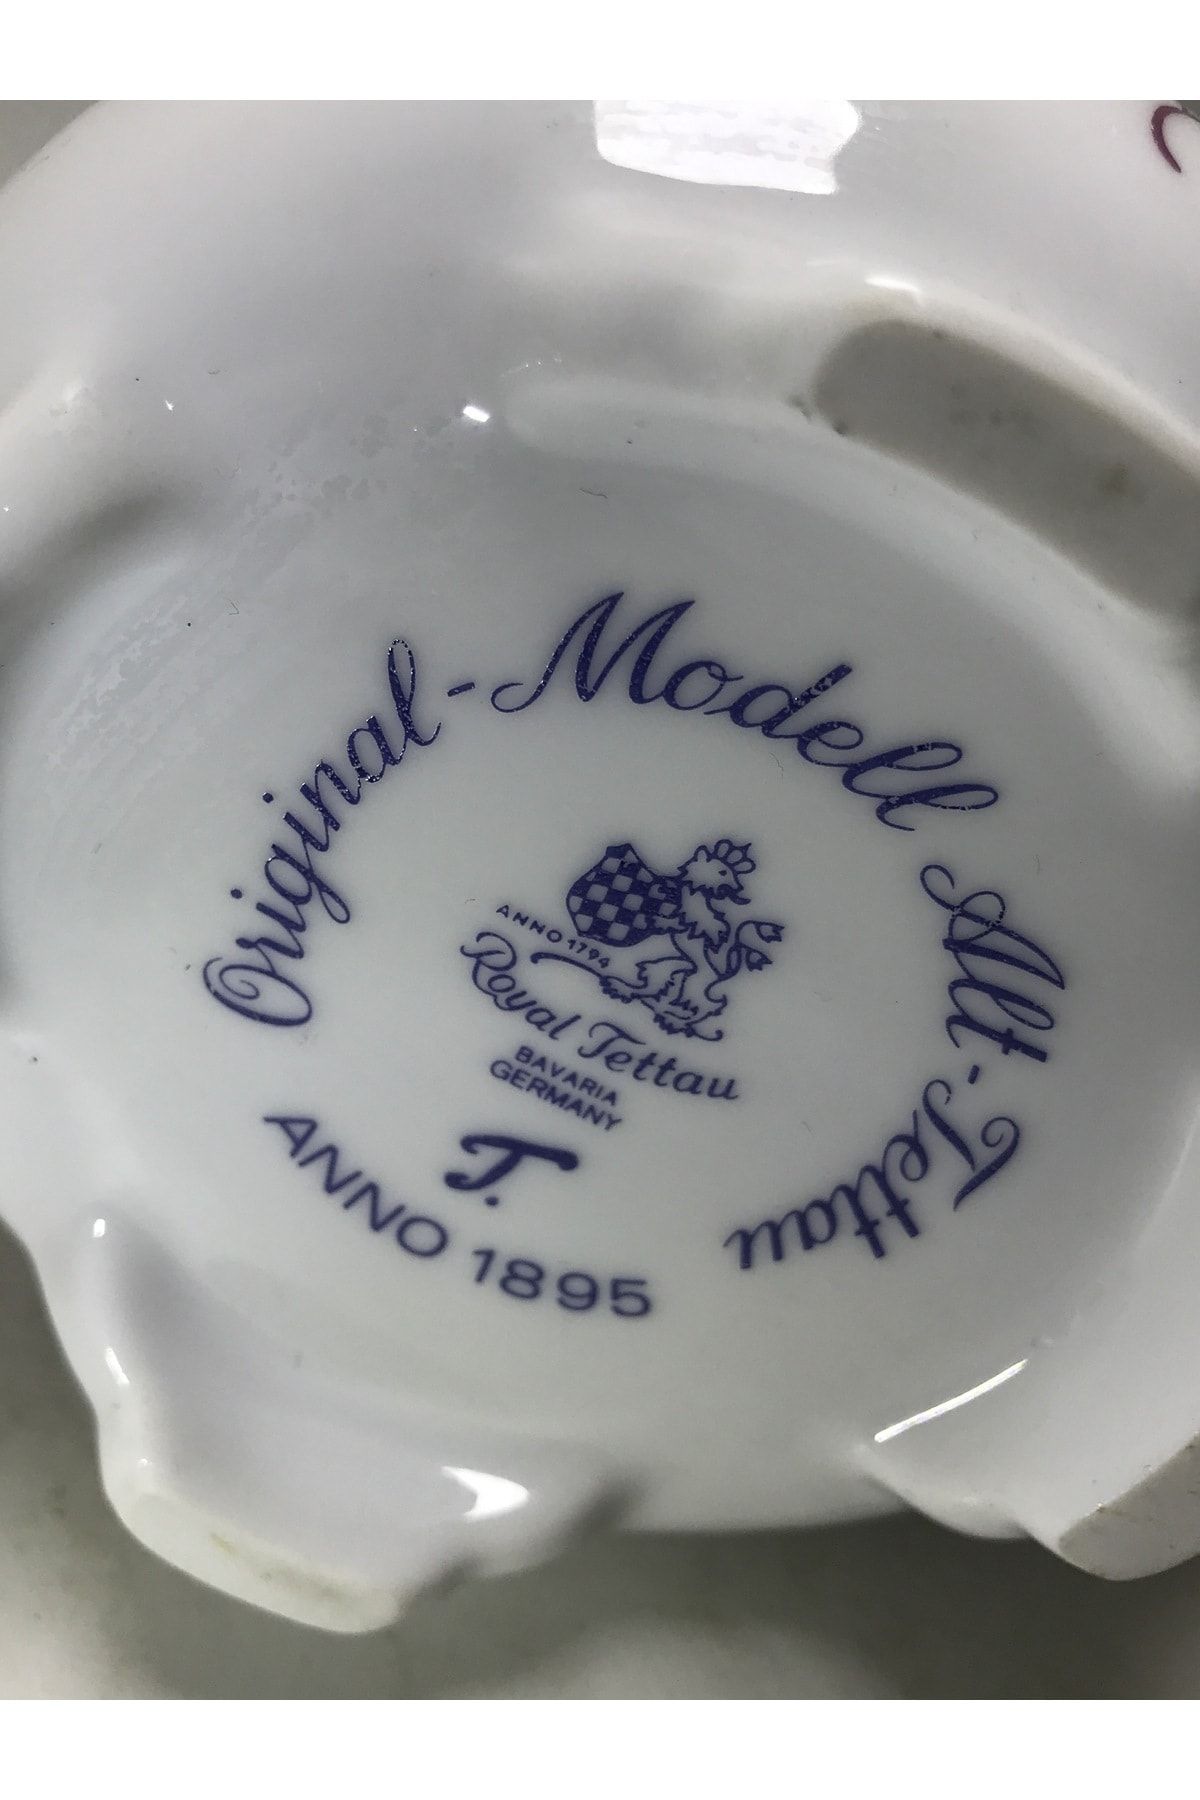 Original-Modell Alt-Tettau
ANNO 1794
Royal Tettau
BAVARIA
GERMANY
T.
ANNO 1895